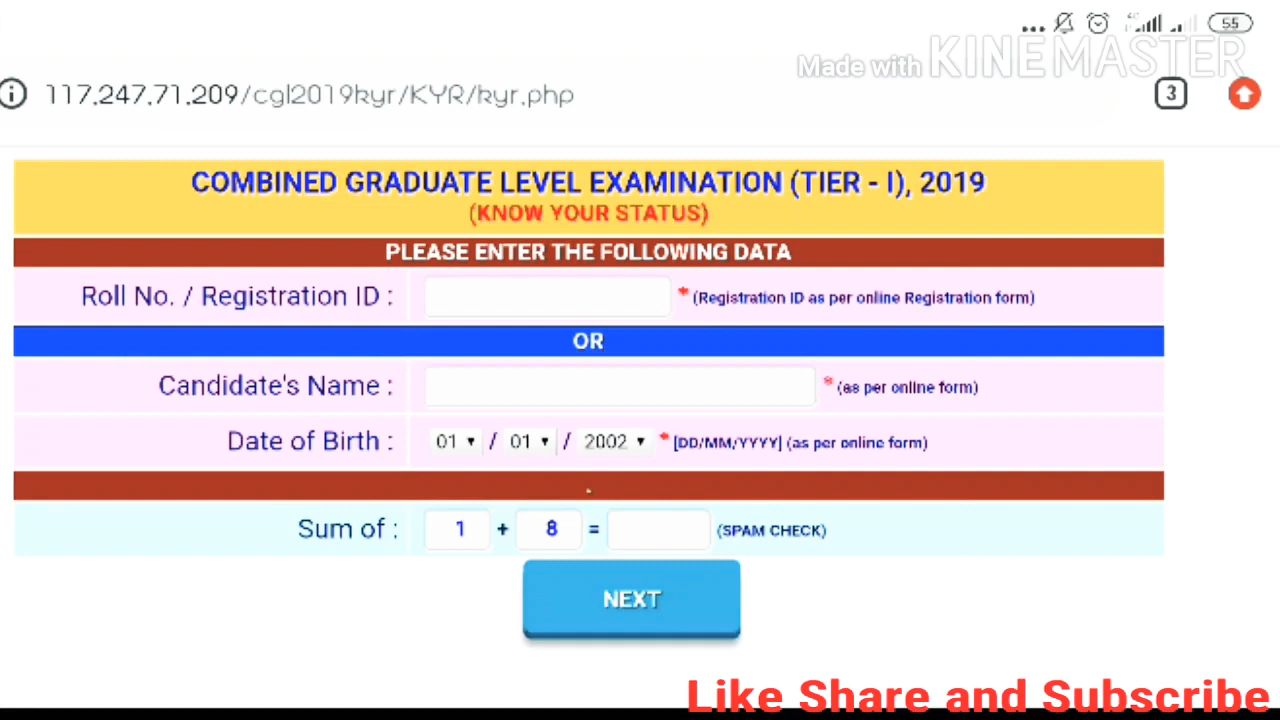 55
Made with KINEMASTER
117.247.71.209/cgl2019kyr/KYR/kyr.php
3
COMBINED GRADUATE LEVEL EXAMINATION (TIER - I), 2019
(KNOW YOUR STATUS)
PLEASE ENTER THE FOLLOWING DATA
Roll No. / Registration ID : * (Registration ID as per online Registration form)
OR
Candidate's Name : * (as per online form)
Date of Birth : 01 / 01 / 2002 * [DD/MM/YYYY] (as per online form)
Sum of : 1 + 8 = (SPAM CHECK)
NEXT
Like Share and Subscribe